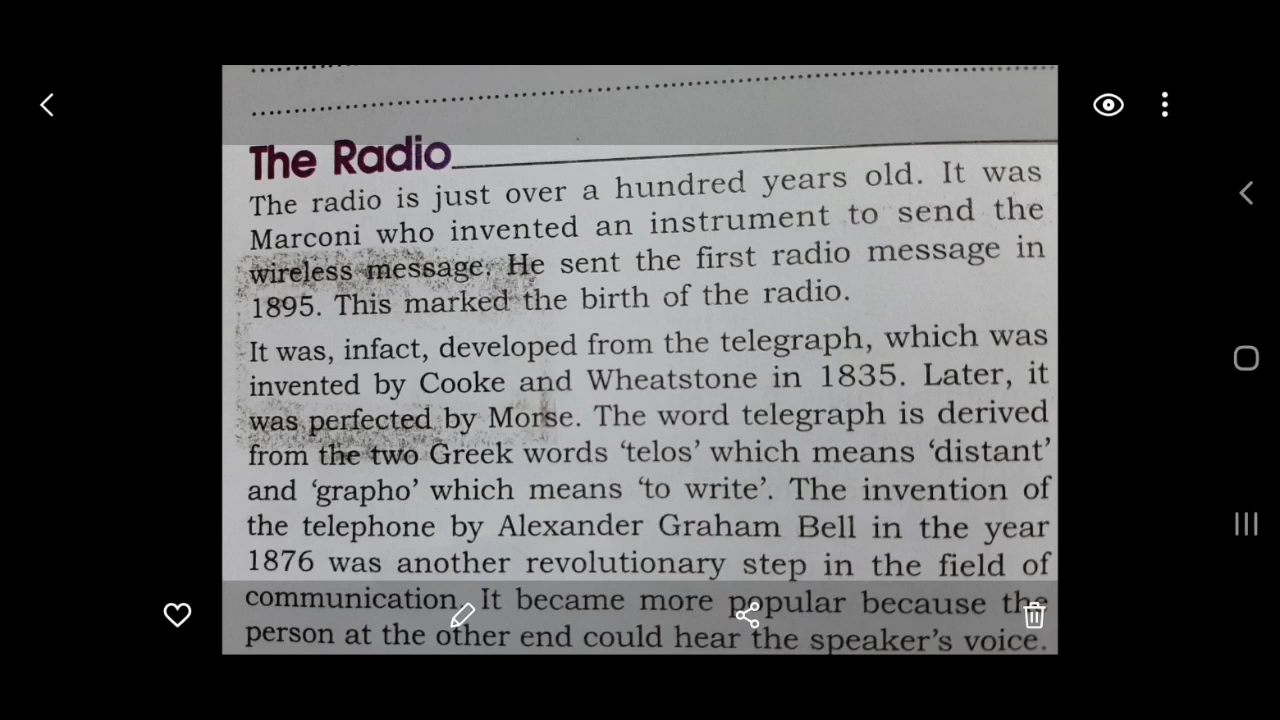 The Radio
The radio is just over a hundred years old. It was
Marconi who invented an instrument to send the
wireless message. He sent the first radio message in
1895. This marked the birth of the radio.
It was, infact, developed from the telegraph, which was
invented by Cooke and Wheatstone in 1835. Later, it
was perfected by Morse. The word telegraph is derived
from the two Greek words ‘telos’ which means ‘distant’
and ‘grapho’ which means ‘to write’. The invention of
the telephone by Alexander Graham Bell in the year
1876 was another revolutionary step in the field of
communication. It became more popular because the
person at the other end could hear the speaker’s voice.